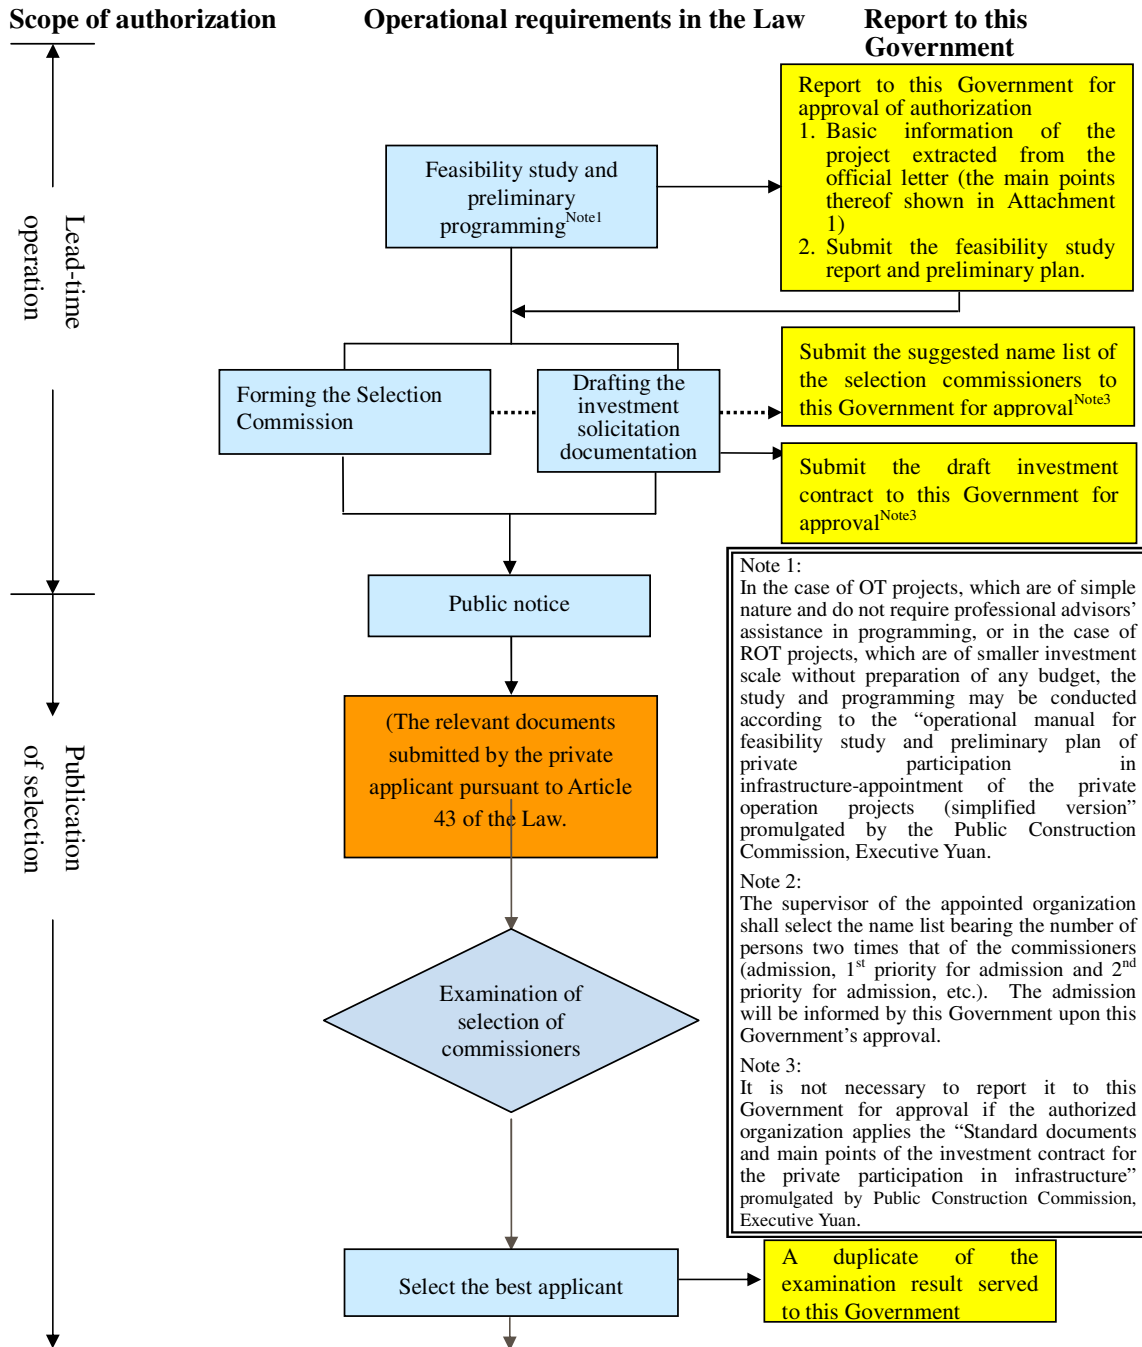 Scope of authorization
Operational requirements in the Law
Report to this
Government
Report to this Government for
approval of authorization
1. Basic information of the
project extracted from the
official letter (the main points
thereof shown in Attachment
1)
2. Submit the feasibility study
report and preliminary plan.
Feasibility study and
preliminary
programmingNote1
Lead-time
operation
Forming the Selection
Commission
Drafting the
investment
solicitation
documentation
Submit the suggested name list of
the selection commissioners to
this Government for approvalNote3
Submit the draft investment
contract to this Government for
approvalNote3
Public notice
Note 1:
In the case of OT projects, which are of simple
nature and do not require professional advisors’
assistance in programming, or in the case of
ROT projects, which are of smaller investment
scale without preparation of any budget, the
study and programming may be conducted
according to the “operational manual for
feasibility study and preliminary plan of
private participation in
infrastructure-appointment of the private
operation projects (simplified version”
promulgated by the Public Construction
Commission, Executive Yuan.
Note 2:
The supervisor of the appointed organization
shall select the name list bearing the number of
persons two times that of the commissioners
(admission, 1st priority for admission and 2nd
priority for admission, etc.). The admission
will be informed by this Government upon this
Government’s approval.
Note 3:
It is not necessary to report it to this
Government for approval if the authorized
organization applies the “Standard documents
and main points of the investment contract for
the private participation in infrastructure”
promulgated by Public Construction Commission,
Executive Yuan.
Publication
of selection
(The relevant documents
submitted by the private
applicant pursuant to Article
43 of the Law.
Examination of
selection of
commissioners
Select the best applicant
A duplicate of the
examination result served
to this Government